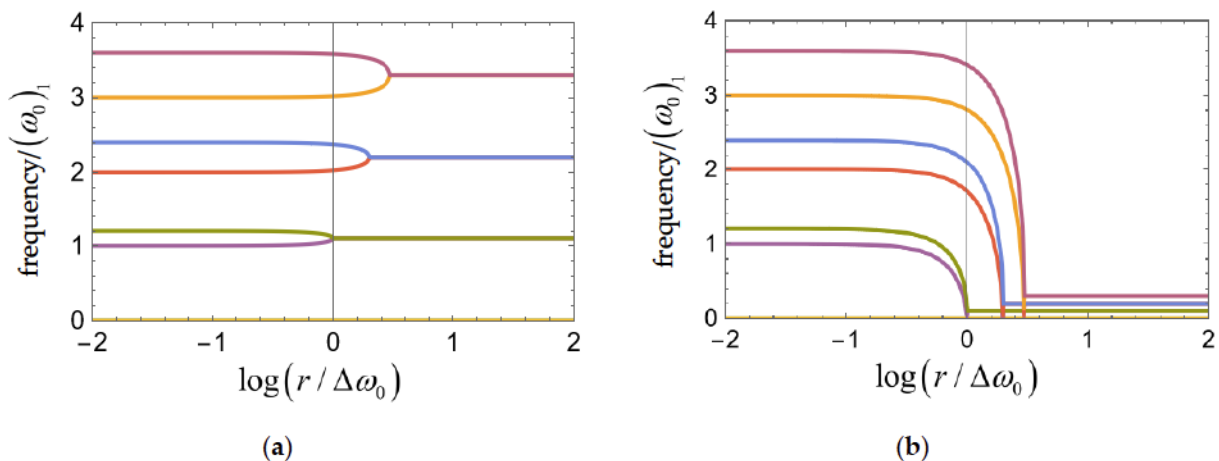 4
3
2
1
0
frequency/(ω₀)₁
−2 −1 0 1 2
log(r / Δω₀)
(a)
4
3
2
1
0
frequency/(ω₀)₁
−2 −1 0 1 2
log(r / Δω₀)
(b)